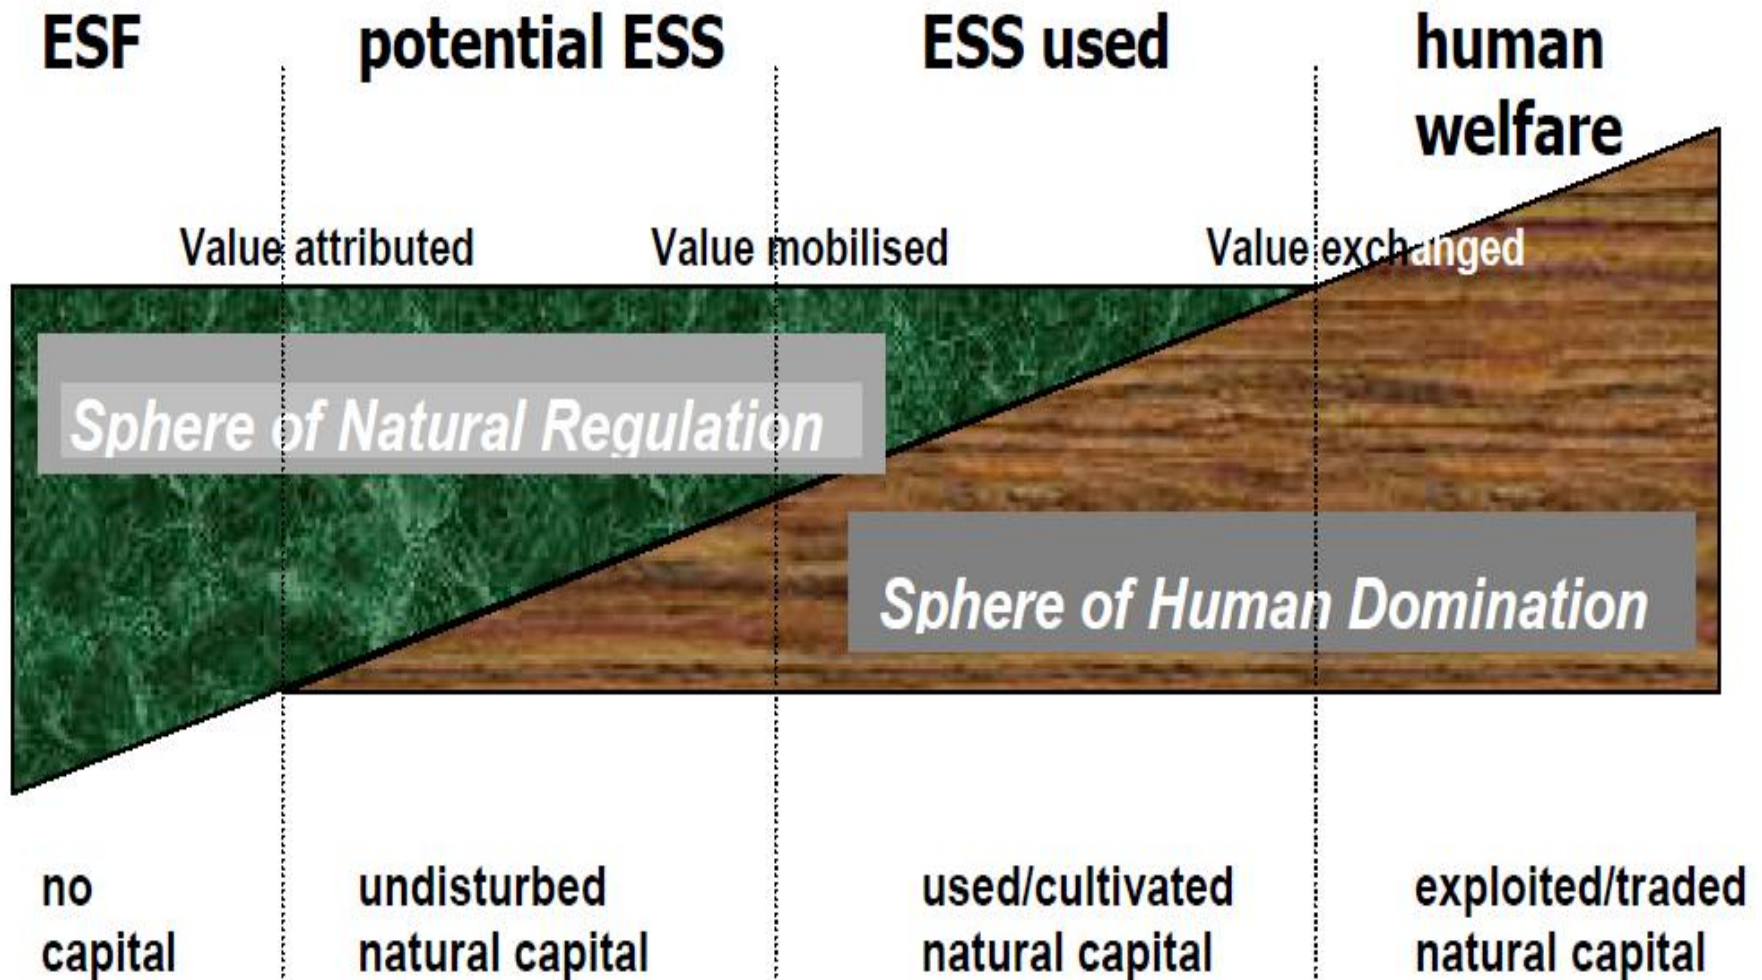 ESF
potential ESS
ESS used
human
welfare
Value attributed
Value mobilised
Value exchanged
Sphere of Natural Regulation
Sphere of Human Domination
no
capital
undisturbed
natural capital
used/cultivated
natural capital
exploited/traded
natural capital